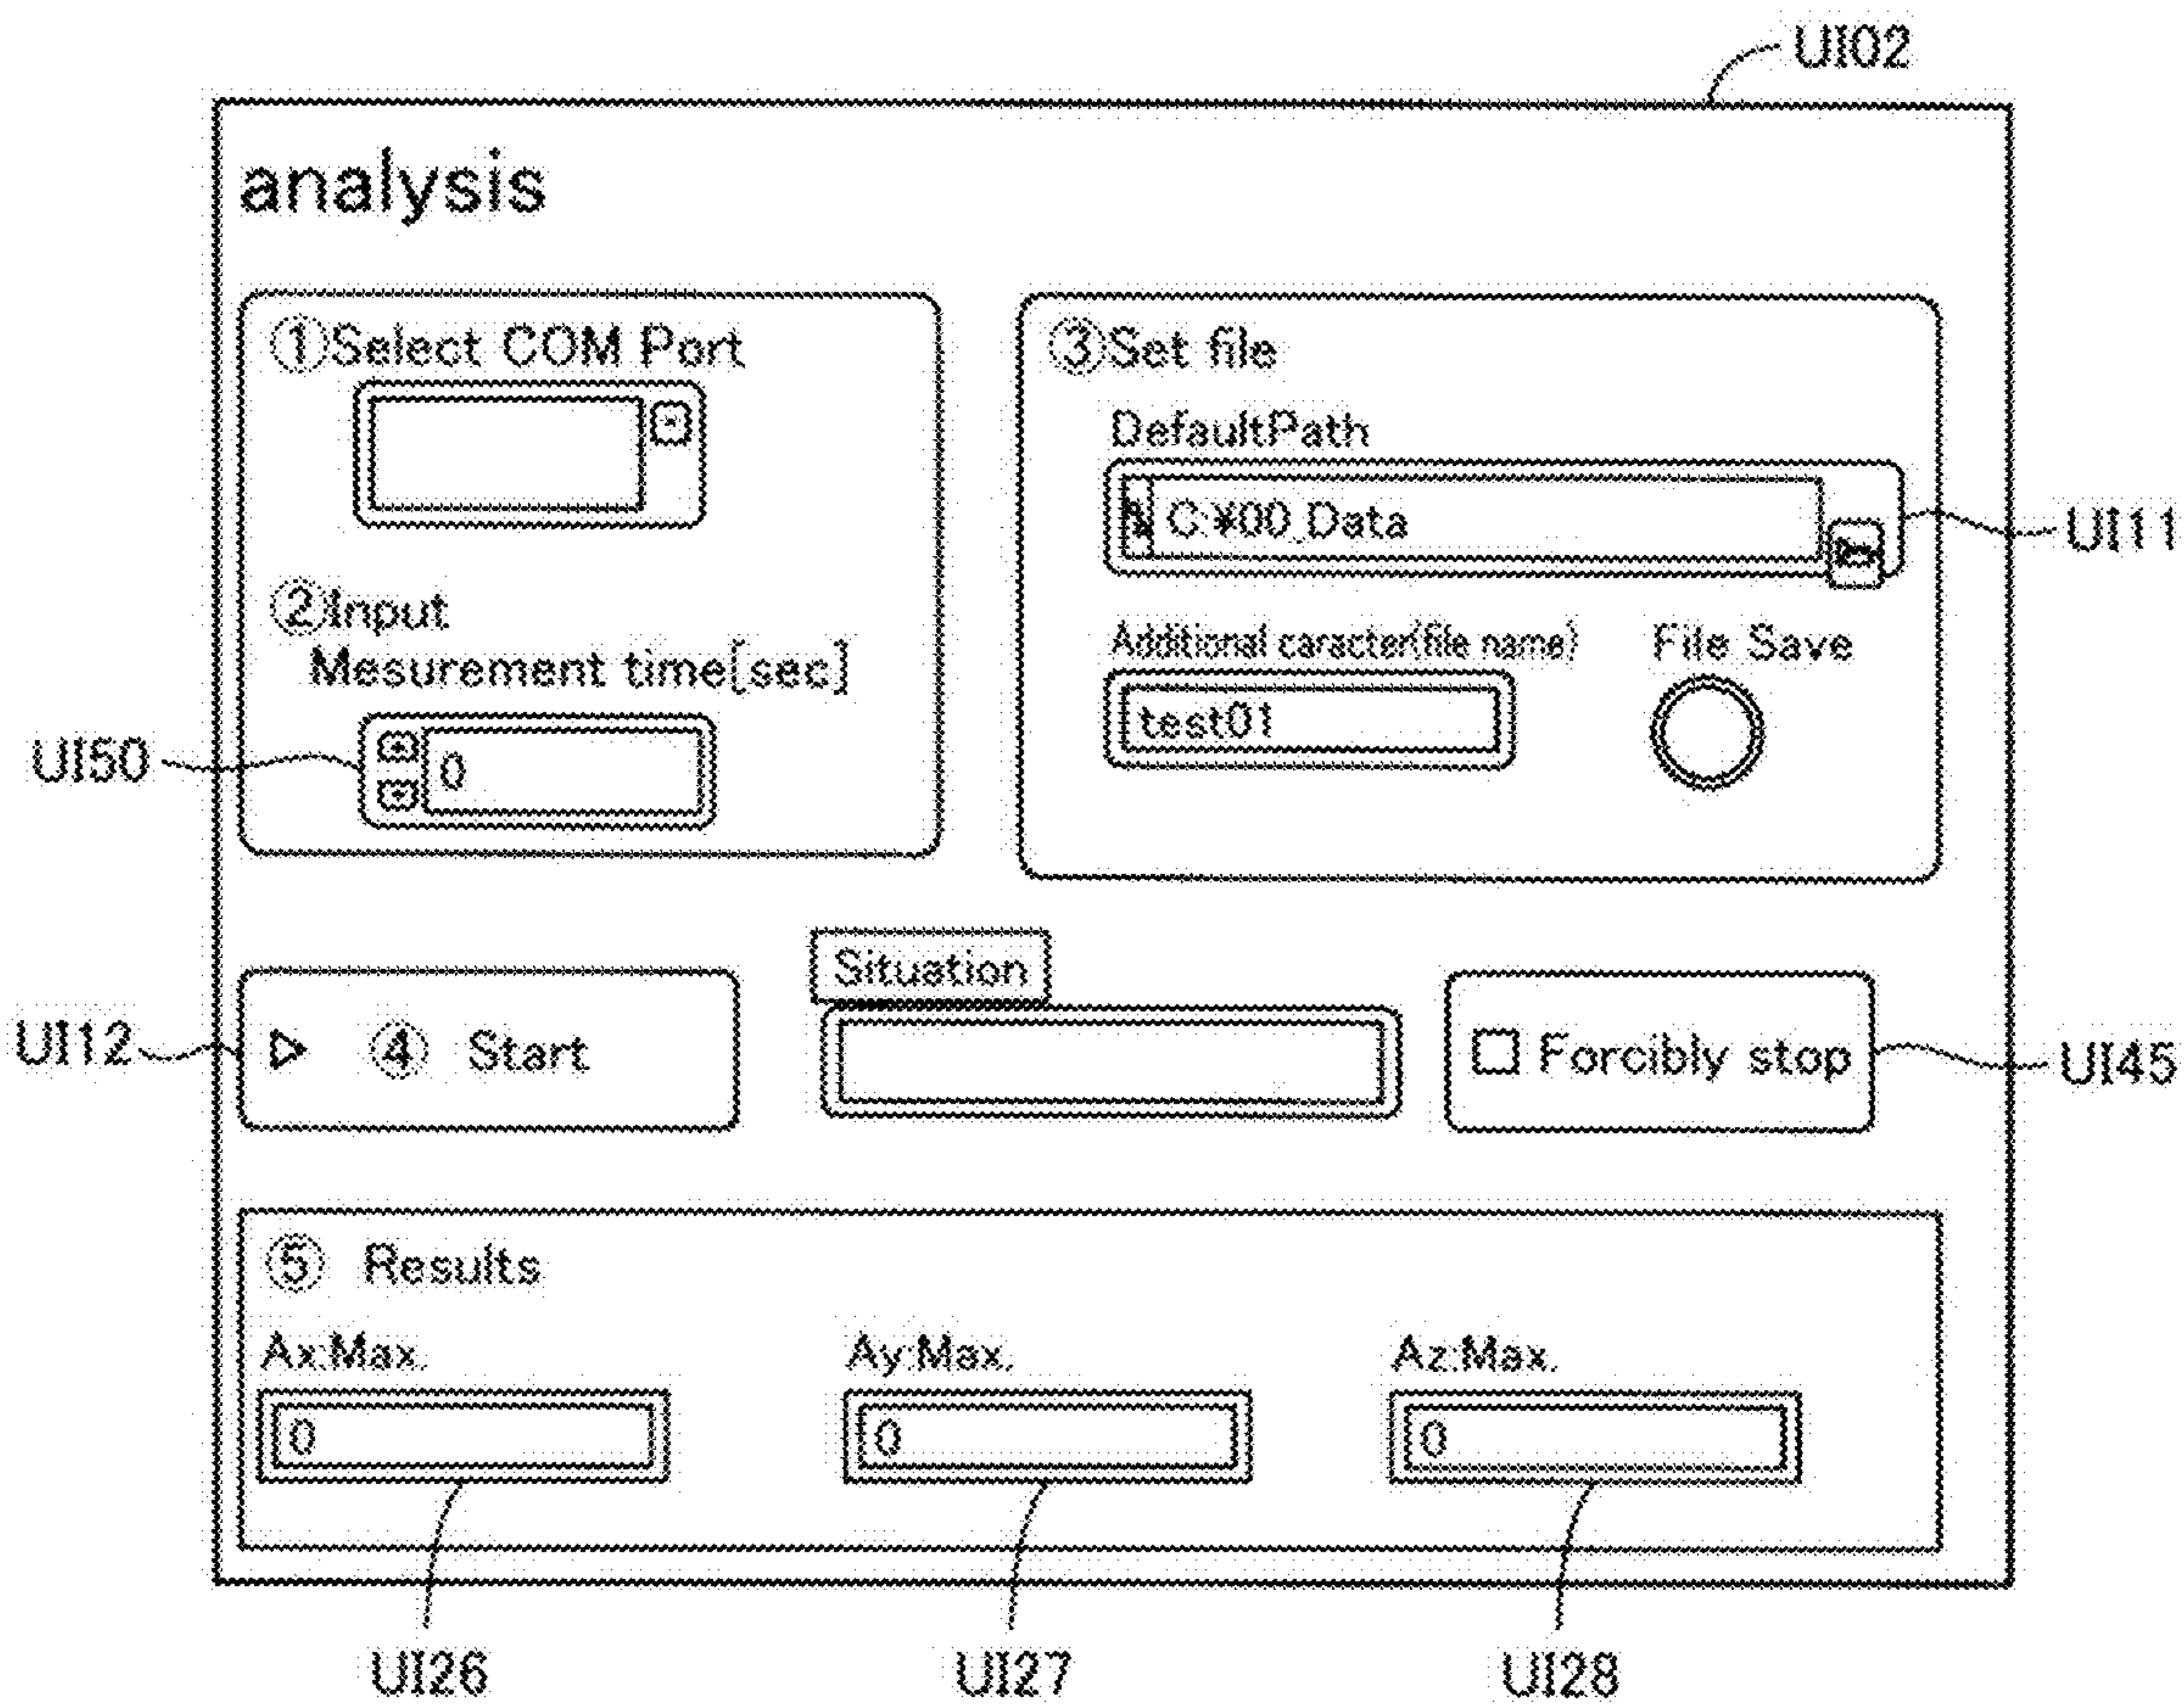 UI02
analysis
①Select COM Port
②Input
Mesurement time[sec]
0
UI50
③Set file
DefaultPath
C:¥00_Data
UI11
Additional caracter(file name)
test01
File Save
UI12
④ Start
Situation
Forcibly stop
UI45
⑤ Results
Ax:Max.
0
Ay:Max.
0
Az:Max.
0
UI26
UI27
UI28